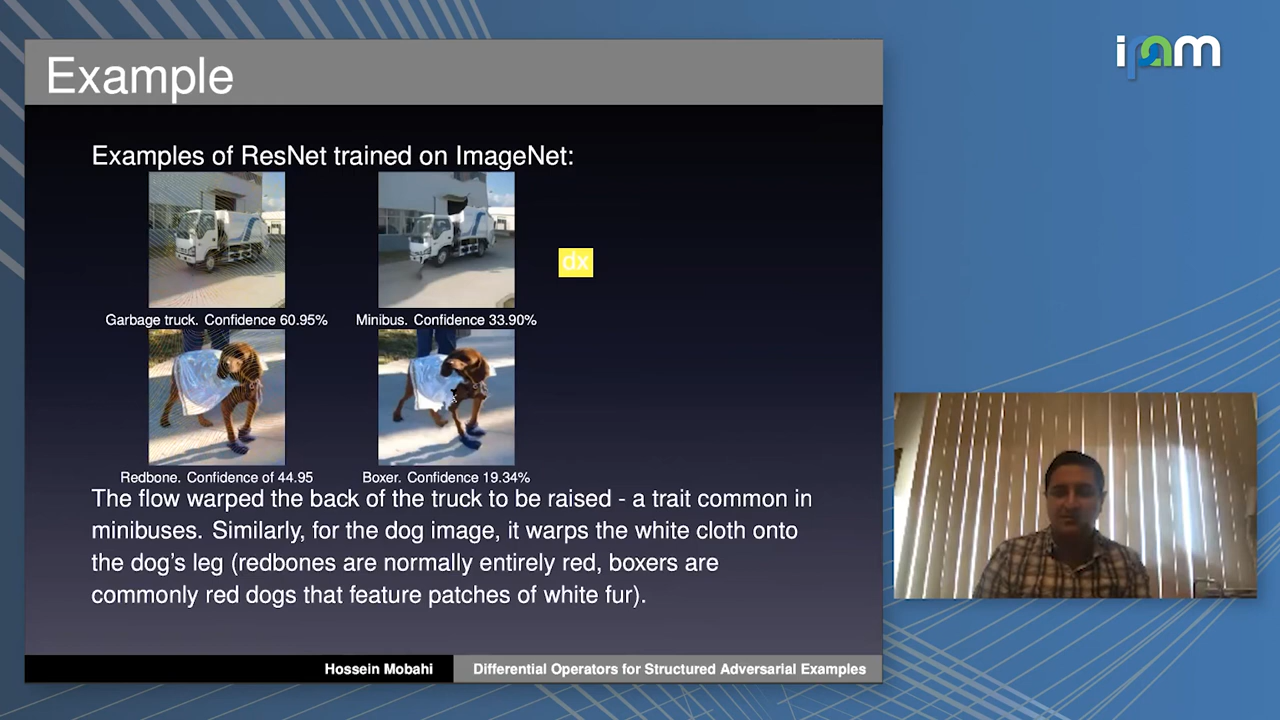 ipam
Example
Examples of ResNet trained on ImageNet:
dx
Garbage truck. Confidence 60.95%
Minibus. Confidence 33.90%
Redbone. Confidence of 44.95
Boxer. Confidence 19.34%
The flow warped the back of the truck to be raised - a trait common in
minibuses. Similarly, for the dog image, it warps the white cloth onto
the dog's leg (redbones are normally entirely red, boxers are
commonly red dogs that feature patches of white fur).
Hossein Mobahi
Differential Operators for Structured Adversarial Examples